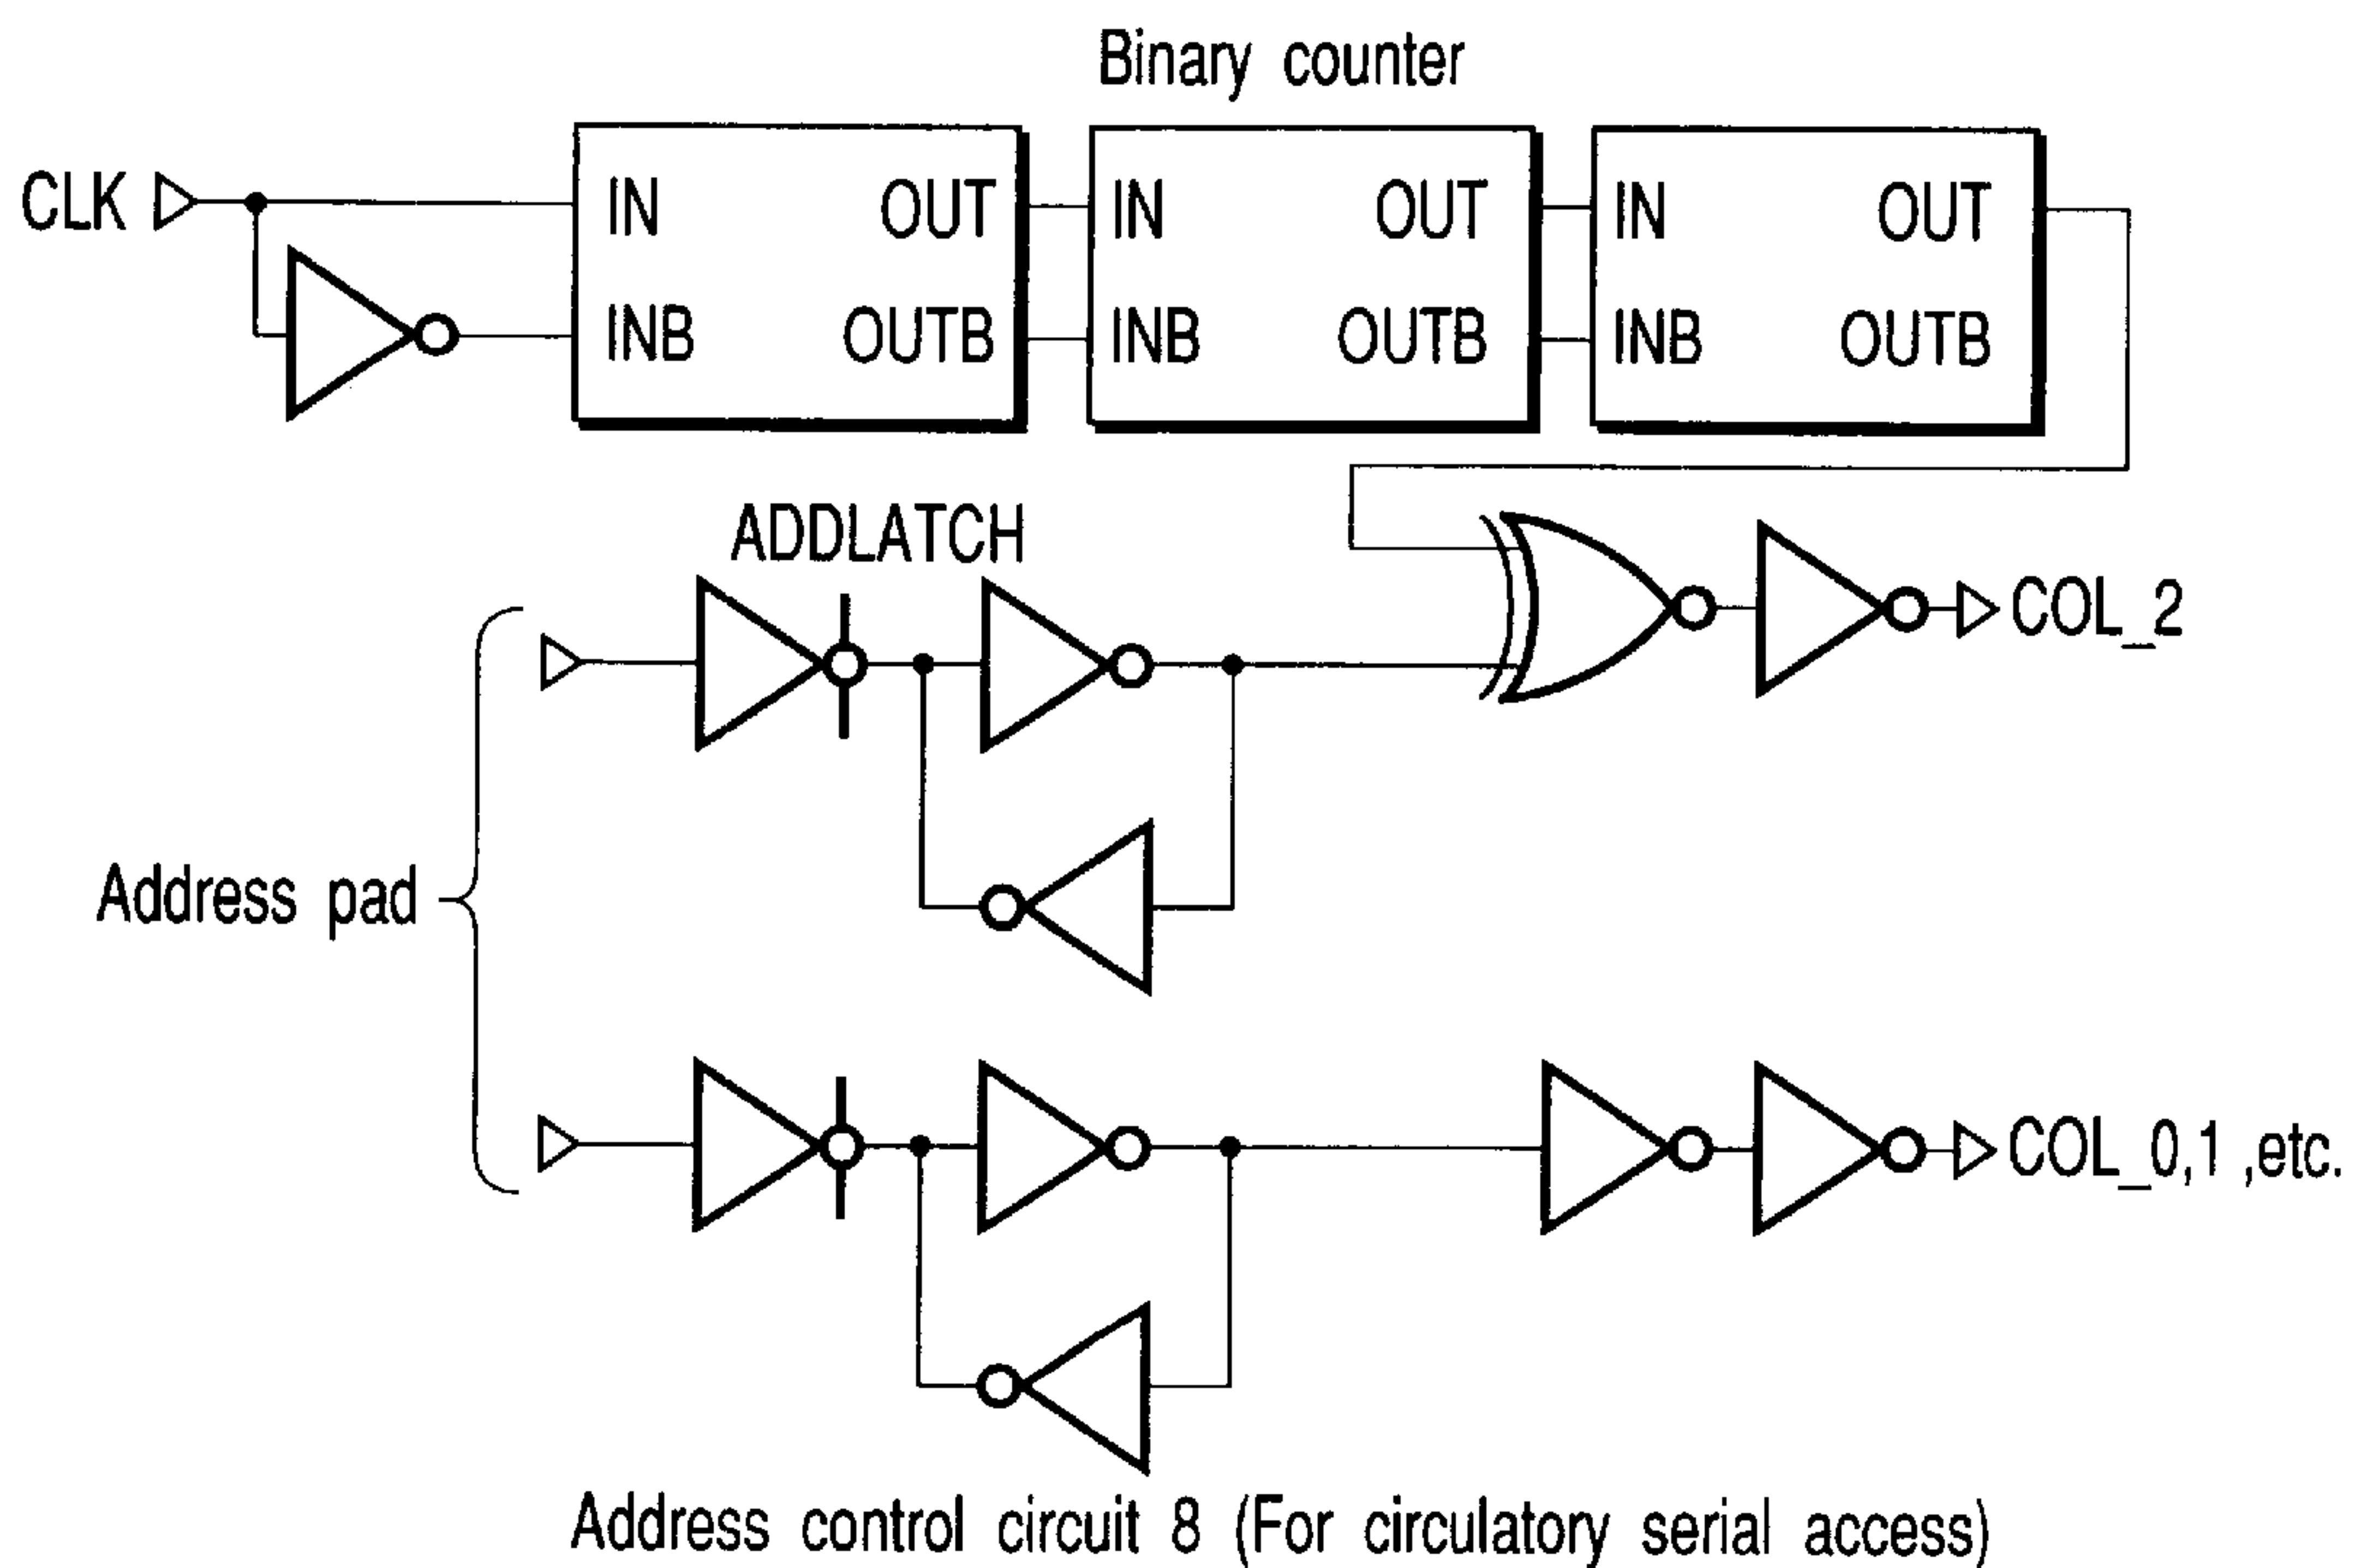 Binary counter
CLK
IN OUT IN OUT IN OUT
INB OUTB INB OUTB INB OUTB
ADDLATCH
COL_2
Address pad
COL_0,1 ,etc.
Address control circuit 8 (For circulatory serial access)